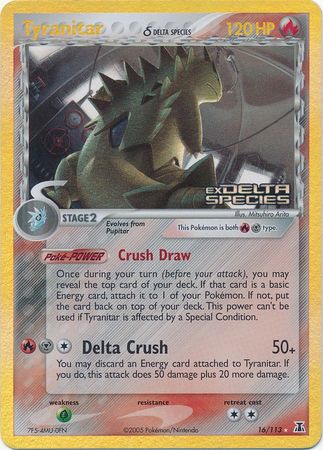 Tyranitar δ DELTA SPECIES 120 HP
EX DELTA
SPECIES
Illus. Mitsuhiro Arita
STAGE 2 Evolves from
Pupitar
This Pokémon is both type.
Poké-POWER Crush Draw
Once during your turn (before your attack), you may
reveal the top card of your deck. If that card is a basic
Energy card, attach it to 1 of your Pokémon. If not, put
the card back on top of your deck. This power can't be
used if Tyranitar is affected by a Special Condition.
Delta Crush 50+
You may discard an Energy card attached to Tyranitar. If
you do, this attack does 50 damage plus 20 more damage.
weakness resistance retreat cost
7F5-4MU-0FN ©2005 Pokémon/Nintendo 16/113